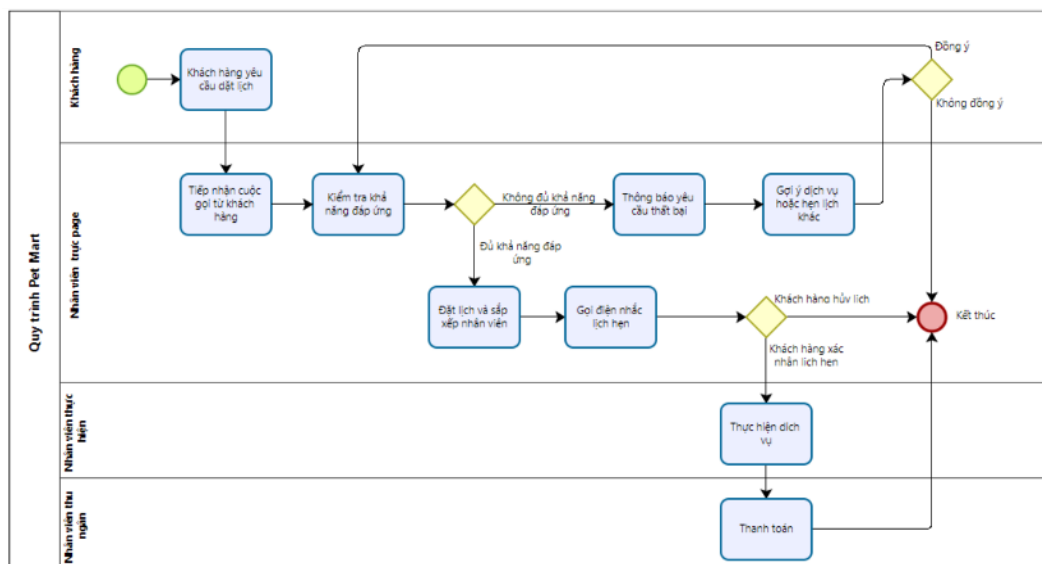 Quy trình Pet Mart
Khách hàng
Khách hàng yêu
cầu dặt lịch
Đồng ý
Không đồng ý
Nhân viên trực page
Tiếp nhận cuộc
gọi từ khách
hàng
Kiểm tra khả
năng đáp ứng
Không đủ khả năng
đáp ứng
Thông báo yêu
cầu thất bại
Gợi ý dịch vụ
hoặc hẹn lịch
khác
Đủ khả năng đáp
ứng
Đặt lịch và sắp
xếp nhân viên
Gọi điện nhắc
lịch hẹn
Khách hàng hủy lịch
Kết thúc
Khách hàng xác
nhận lịch hẹn
Nhân viên thực
hiện
Thực hiện dịch
vụ
Nhân viên thu
ngân
Thanh toán